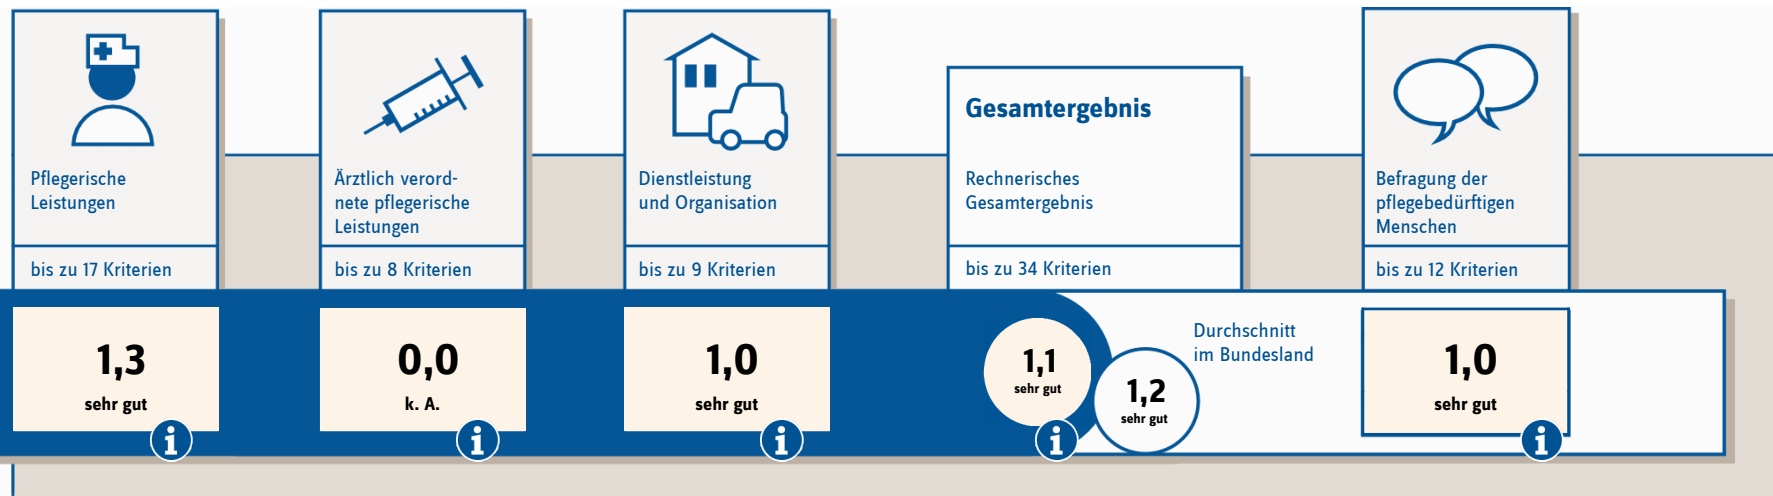 Pflegerische
Leistungen
bis zu 17 Kriterien
1,3
sehr gut
i
Ärztlich verord-
nete pflegerische
Leistungen
bis zu 8 Kriterien
0,0
k. A.
i
Dienstleistung
und Organisation
bis zu 9 Kriterien
1,0
sehr gut
i
Gesamtergebnis
Rechnerisches
Gesamtergebnis
bis zu 34 Kriterien
1,1
sehr gut
i
1,2
sehr gut
Durchschnitt
im Bundesland
Befragung der
pflegebedürftigen
Menschen
bis zu 12 Kriterien
1,0
sehr gut
i